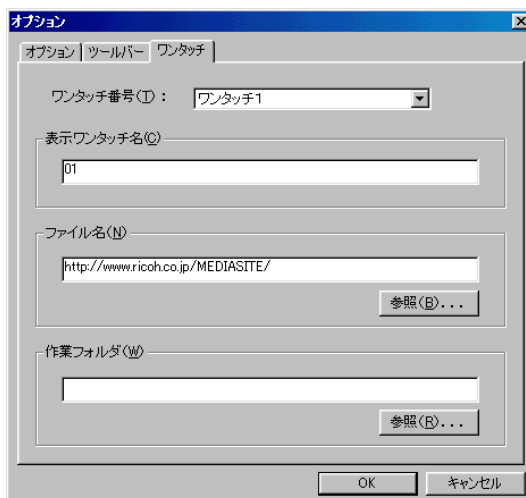 オプション
オプション ツールバー ワンタッチ
ワンタッチ番号(T)： ワンタッチ1
表示ワンタッチ名(C)
01
ファイル名(N)
http://www.ricoh.co.jp/MEDIASITE/
参照(B)...
作業フォルダ(W)
参照(R)...
OK キャンセル